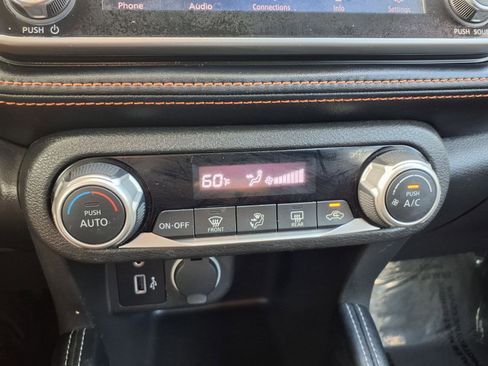 Phone Audio Connections Info Settings
PUSH
PUSH SOUND
60°F
PUSH
AUTO
ON·OFF
FRONT
REAR
PUSH
A/C